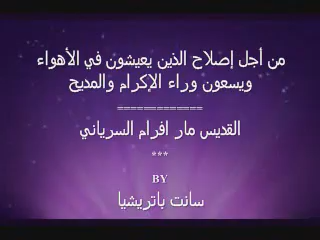 من أجل إصلاح الذين يعيشون في الأهواء
ويسعون وراء الإكرام والمديح
=============
القديس مار افرام السرياني
***
BY
سانت باتريشيا